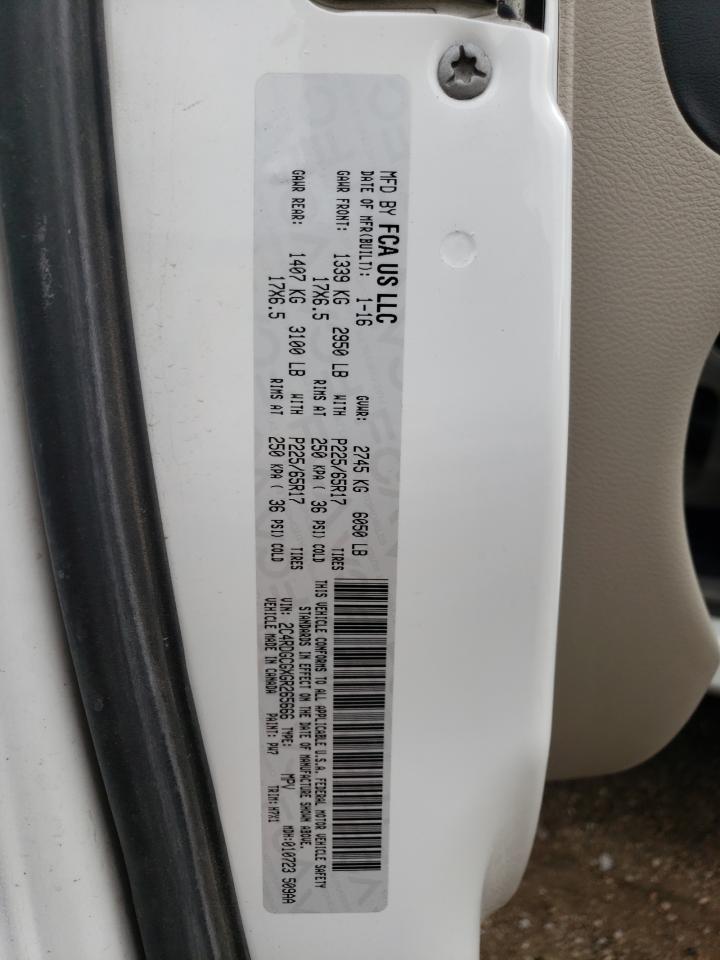 MFD BY FCA US LLC
DATE OF MFR(BUILT): 1-16 GVWR: 2745 KG 6050 LB
GAWR FRONT: 1339 KG 2950 LB WITH P225/65R17 TIRES
17X6.5 RIMS AT 250 KPA ( 36 PSI) COLD
GAWR REAR: 1407 KG 3100 LB WITH P225/65R17 TIRES
17X6.5 RIMS AT 250 KPA ( 36 PSI) COLD
THIS VEHICLE CONFORMS TO ALL APPLICABLE U.S.A. FEDERAL MOTOR VEHICLE SAFETY
STANDARDS IN EFFECT ON THE DATE OF MANUFACTURE SHOWN ABOVE.
VIN: 2C4RDGCGXGR265666 TYPE: MPV MDH:010723 509AA
VEHICLE MADE IN CANADA PAINT: PW7 TRIM:H7X1